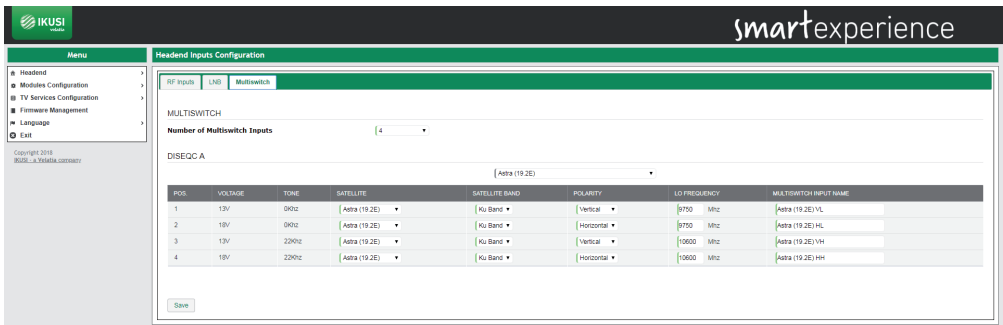 IKUSI
velatia
smartexperience
Menu
Headend
Modules Configuration
TV Services Configuration
Firmware Management
Language
Exit
Copyright 2018
IKUSI - a Velatia company
Headend Inputs Configuration
RF Inputs LNB Multiswitch
MULTISWITCH
Number of Multiswitch Inputs 4
DISEQC A
Astra (19.2E)
POS. VOLTAGE TONE SATELLITE SATELLITE BAND POLARITY LO FREQUENCY MULTISWITCH INPUT NAME
1 13V 0Khz Astra (19.2E) Ku Band Vertical 9750 Mhz Astra (19.2E) VL
2 18V 0Khz Astra (19.2E) Ku Band Horizontal 9750 Mhz Astra (19.2E) HL
3 13V 22Khz Astra (19.2E) Ku Band Vertical 10600 Mhz Astra (19.2E) VH
4 18V 22Khz Astra (19.2E) Ku Band Horizontal 10600 Mhz Astra (19.2E) HH
Save